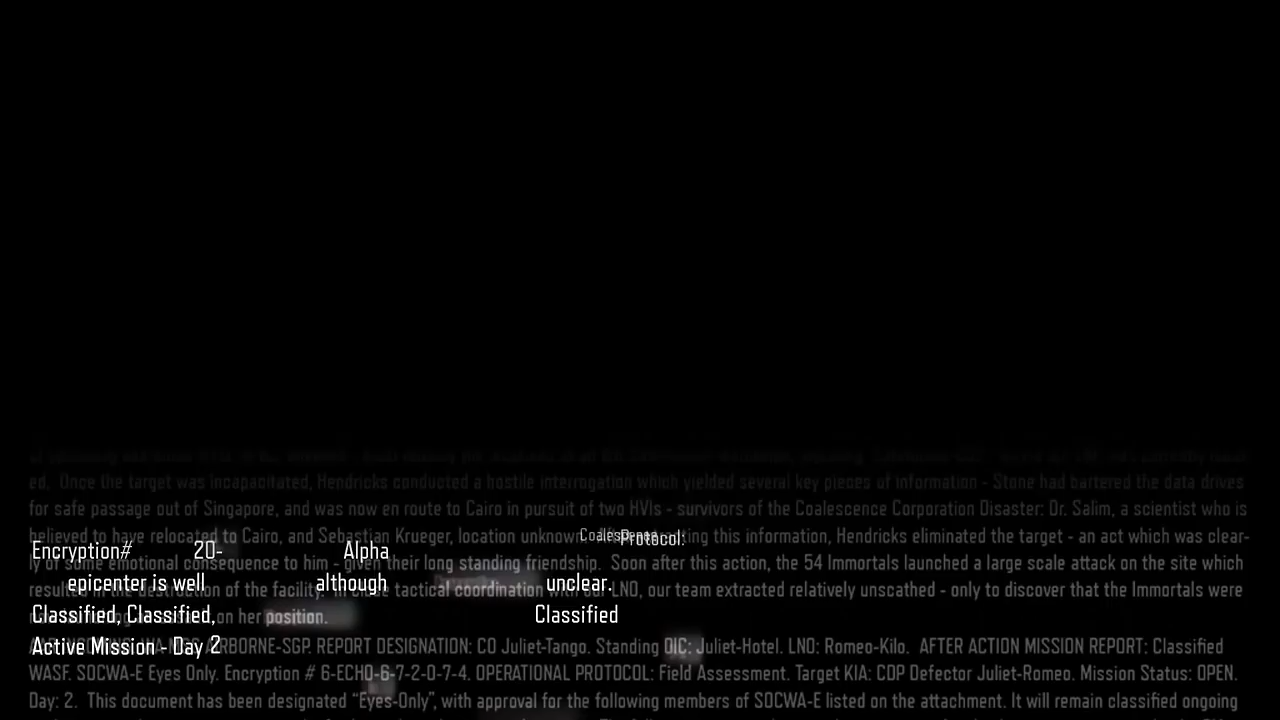 ed. Once the target was incapacitated, Hendricks conducted a hostile interrogation which yielded several key pieces of information - Stone had bartered the data drives
for safe passage out of Singapore, and was now en route to Cairo in pursuit of two HVIs - survivors of the Coalescence Corporation Disaster: Dr. Salim, a scientist who is
believed to have relocated to Cairo, and Sebastian Krueger, location unknown. this information, Hendricks eliminated the target - an act which was clear-
Coalescence Protocol:
Encryption# 20- Alpha
ly of some emotional consequence to him - given their long standing friendship. Soon after this action, the 54 Immortals launched a large scale attack on the site which
epicenter is well although unclear.
resulted in the destruction of the facility. In close tactical coordination with our LNO, our team extracted relatively unscathed - only to discover that the Immortals were
Classified, Classified, Classified
on her position.
Active Mission - Day 2
AIRBORNE-SGP. REPORT DESIGNATION: CO Juliet-Tango. Standing OIC: Juliet-Hotel. LNO: Romeo-Kilo. AFTER ACTION MISSION REPORT: Classified
WASF. SOCWA-E Eyes Only. Encryption # 6-ECHO-6-7-2-0-7-4. OPERATIONAL PROTOCOL: Field Assessment. Target KIA: CDP Defector Juliet-Romeo. Mission Status: OPEN.
Day: 2. This document has been designated “Eyes-Only”, with approval for the following members of SOCWA-E listed on the attachment. It will remain classified ongoing